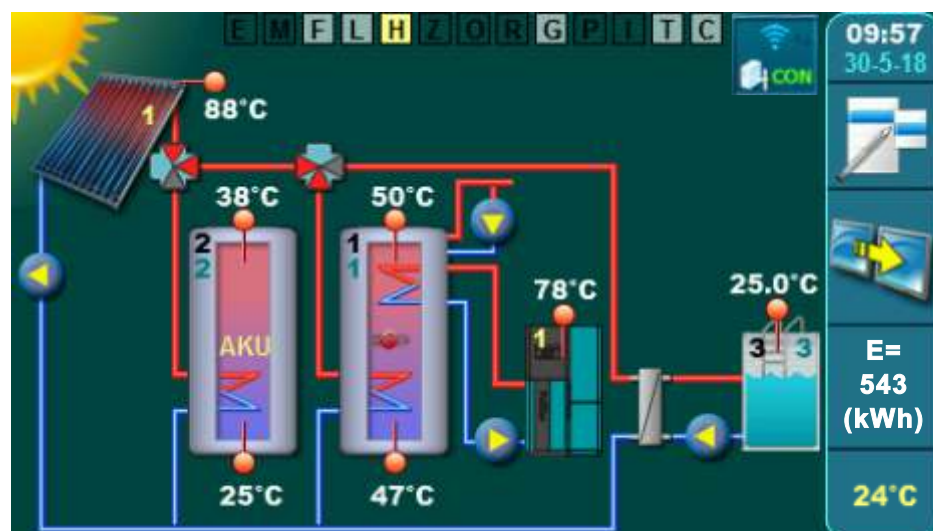 E M F L H Z O R G P I T C
CON
09:57
30-5-18
1
88°C
38°C
50°C
2
2
1
1
78°C
25.0°C
AKU
1
3
3
E=
543
(kWh)
25°C
47°C
24°C